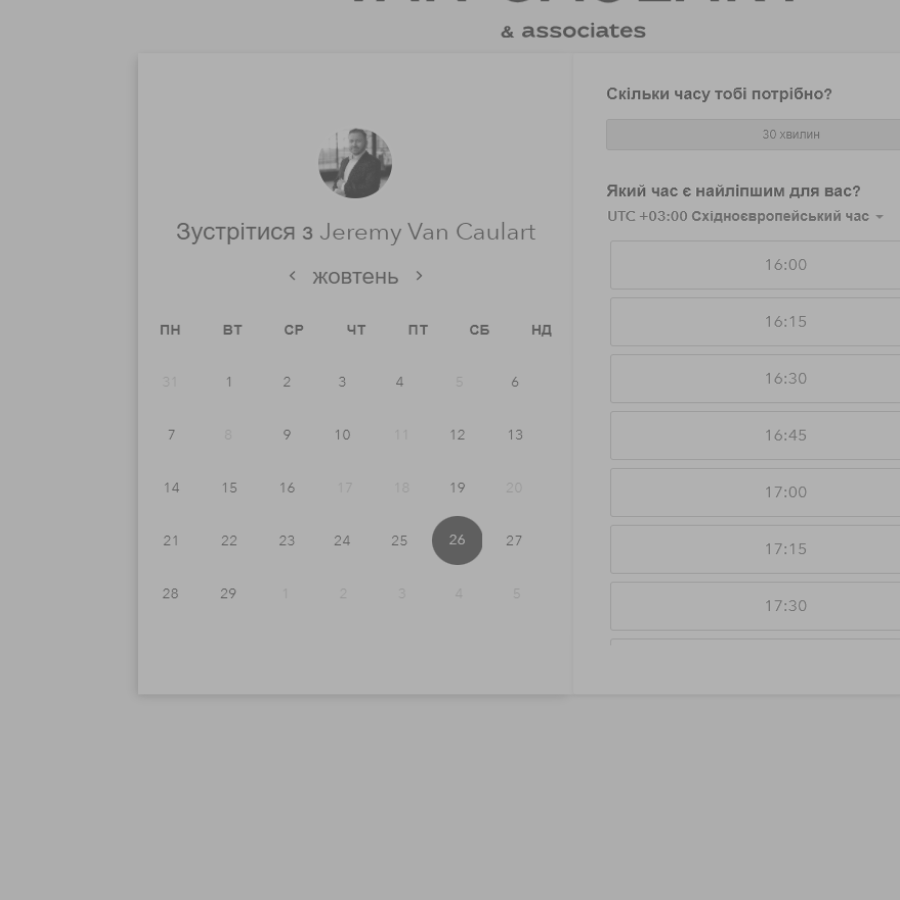 & associates
Зустрітися з Jeremy Van Caulart
жовтень
ПН ВТ СР ЧТ ПТ СБ НД
31 1 2 3 4 5 6
7 8 9 10 11 12 13
14 15 16 17 18 19 20
21 22 23 24 25 26 27
28 29 1 2 3 4 5
Скільки часу тобі потрібно?
30 хвилин
Який час є найліпшим для вас?
UTC +03:00 Східноєвропейський час
16:00
16:15
16:30
16:45
17:00
17:15
17:30